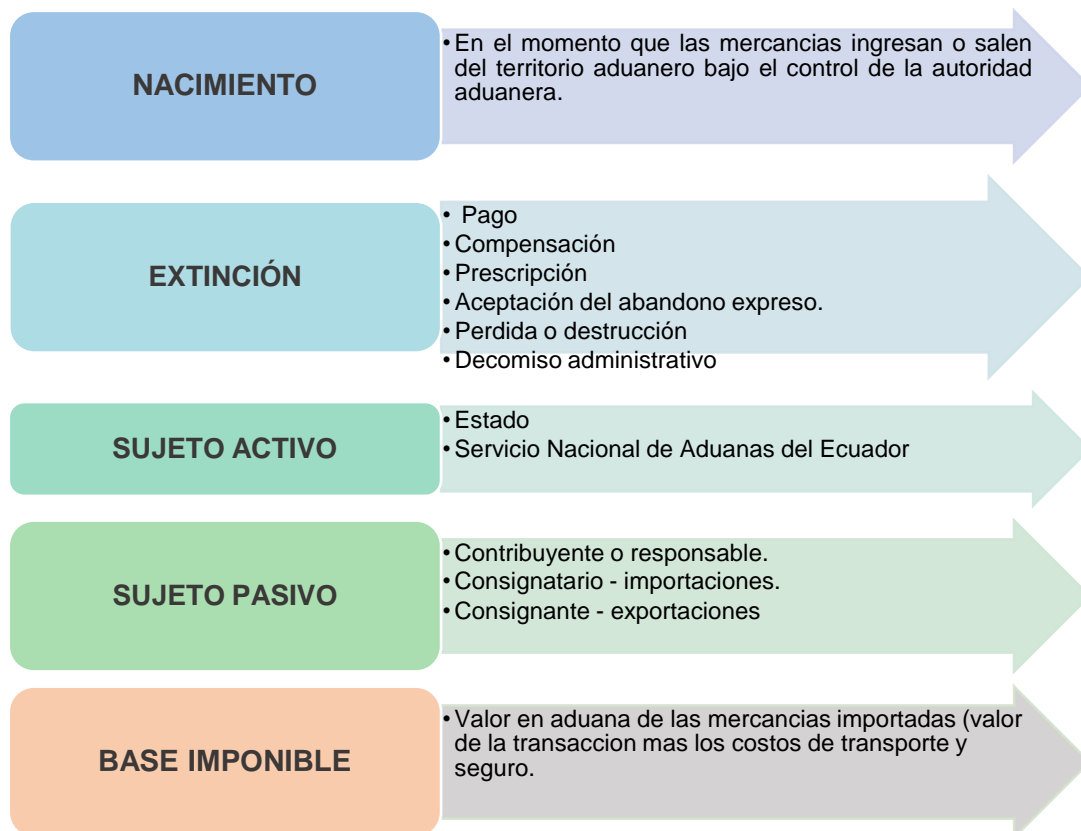 NACIMIENTO
• En el momento que las mercancias ingresan o salen
del territorio aduanero bajo el control de la autoridad
aduanera.
EXTINCIÓN
• Pago
• Compensación
• Prescripción
• Aceptación del abandono expreso.
• Perdida o destrucción
• Decomiso administrativo
SUJETO ACTIVO
• Estado
• Servicio Nacional de Aduanas del Ecuador
SUJETO PASIVO
• Contribuyente o responsable.
• Consignatario - importaciones.
• Consignante - exportaciones
BASE IMPONIBLE
• Valor en aduana de las mercancias importadas (valor
de la transaccion mas los costos de transporte y
seguro.